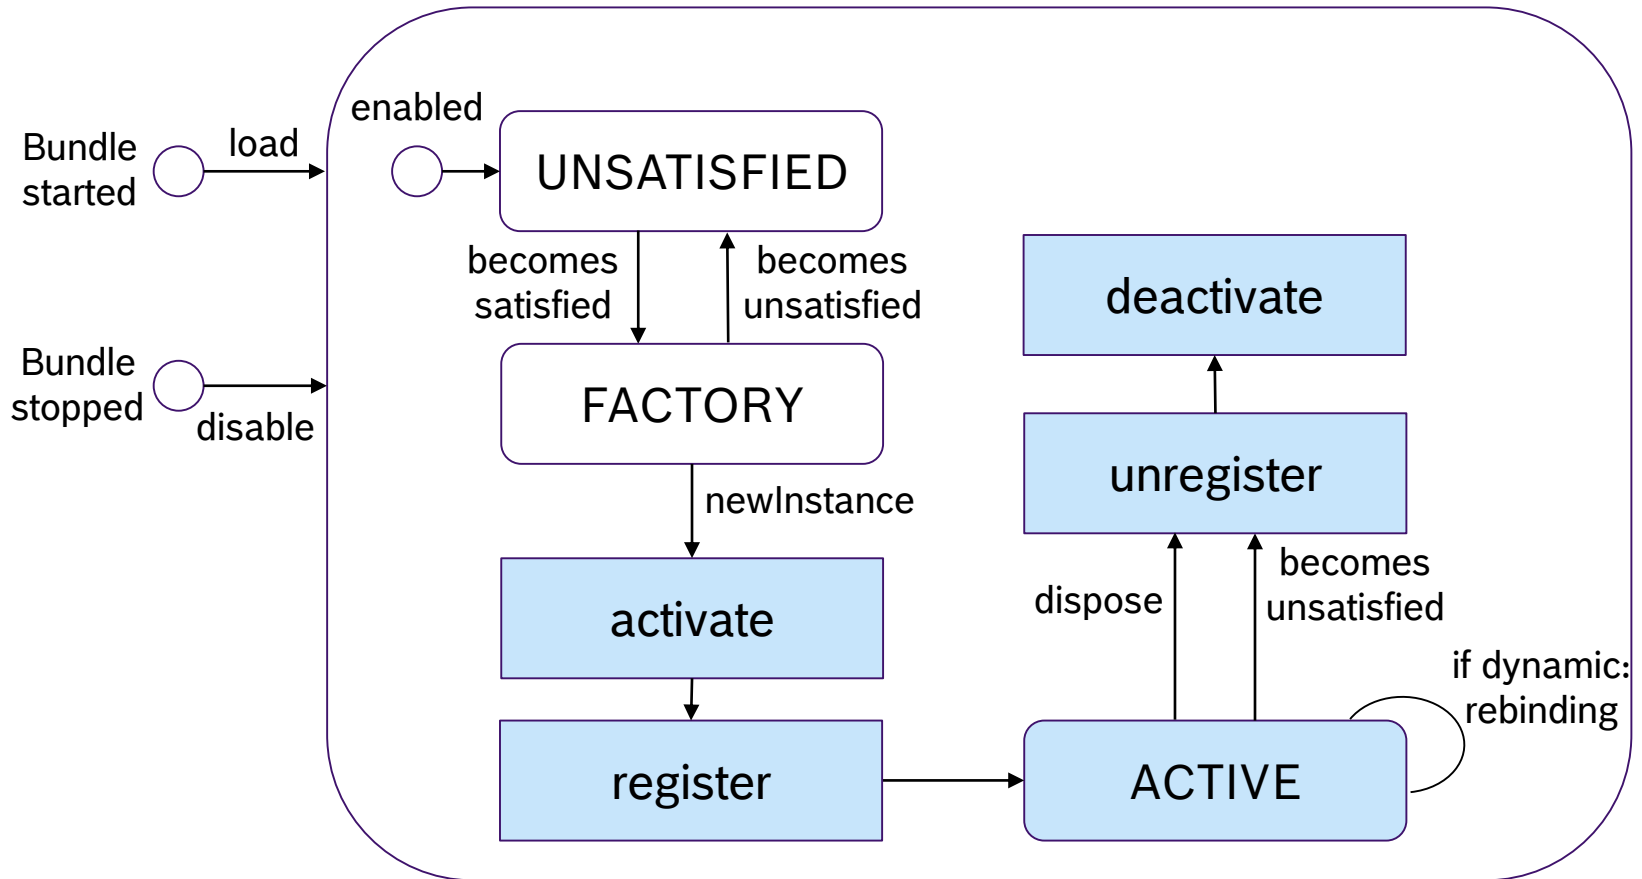 enabled
Bundle
started
load
UNSATISFIED
becomes
satisfied
becomes
unsatisfied
deactivate
Bundle
stopped
disable
FACTORY
unregister
newInstance
dispose
becomes
unsatisfied
activate
if dynamic:
rebinding
register
ACTIVE